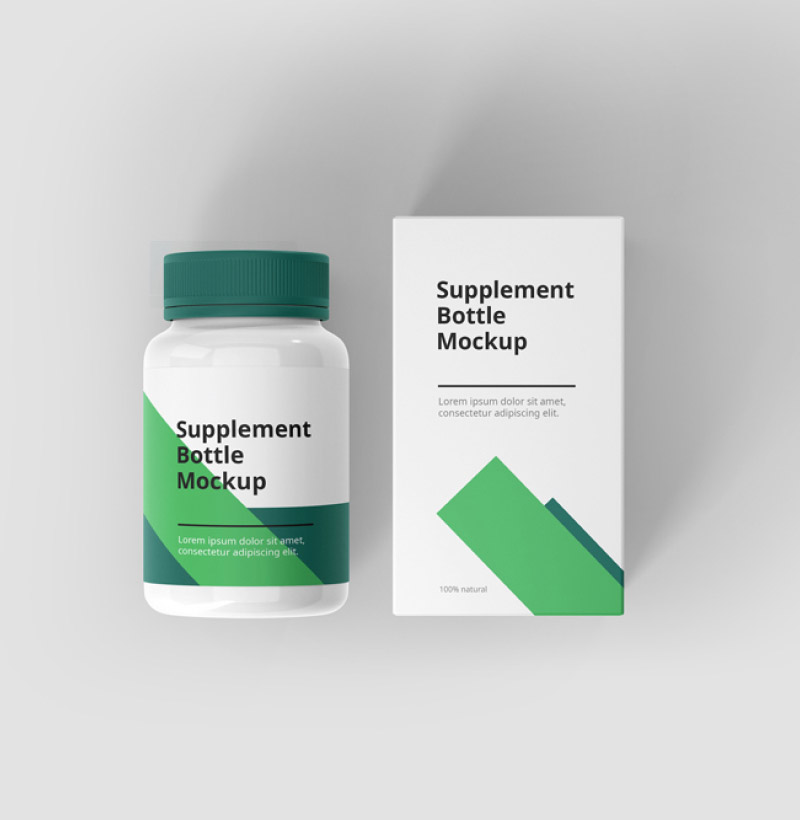 Supplement
Bottle
Mockup
Lorem ipsum dolor sit amet,
consectetur adipiscing elit.
Supplement
Bottle
Mockup
Lorem ipsum dolor sit amet,
consectetur adipiscing elit.
100% natural